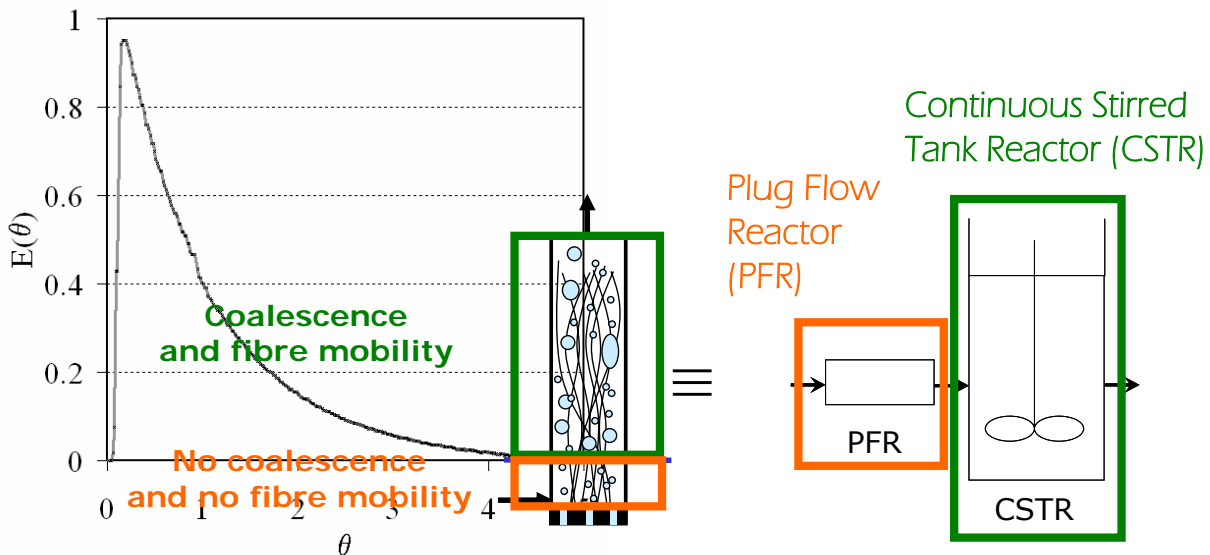 1
0.8
0.6
0.4
0.2
0
E(θ)
0
1
2
3
4
θ
Coalescence
and fibre mobility
No coalescence
and no fibre mobility
≡
Plug Flow
Reactor
(PFR)
PFR
Continuous Stirred
Tank Reactor (CSTR)
CSTR